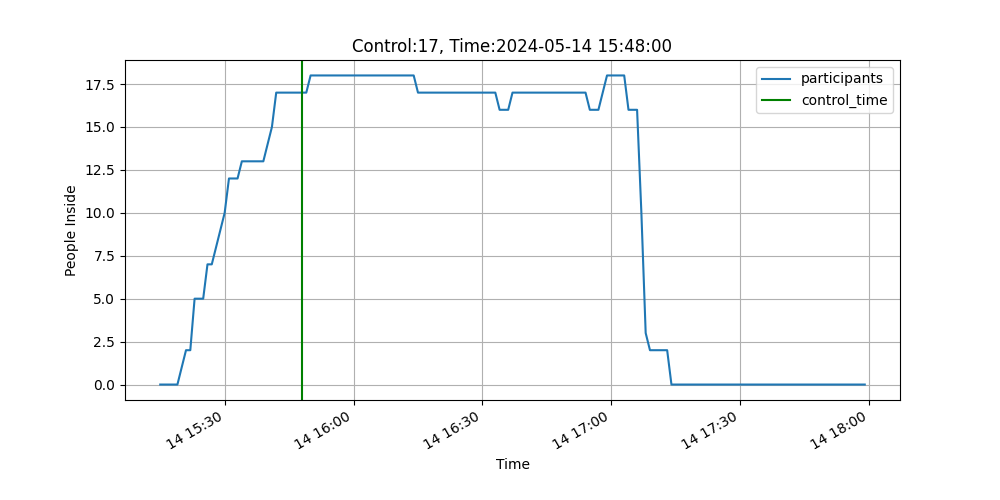 Control:17, Time:2024-05-14 15:48:00
participants
control_time
People Inside
17.5
15.0
12.5
10.0
7.5
5.0
2.5
0.0
14 15:30
14 16:00
14 16:30
14 17:00
14 17:30
14 18:00
Time